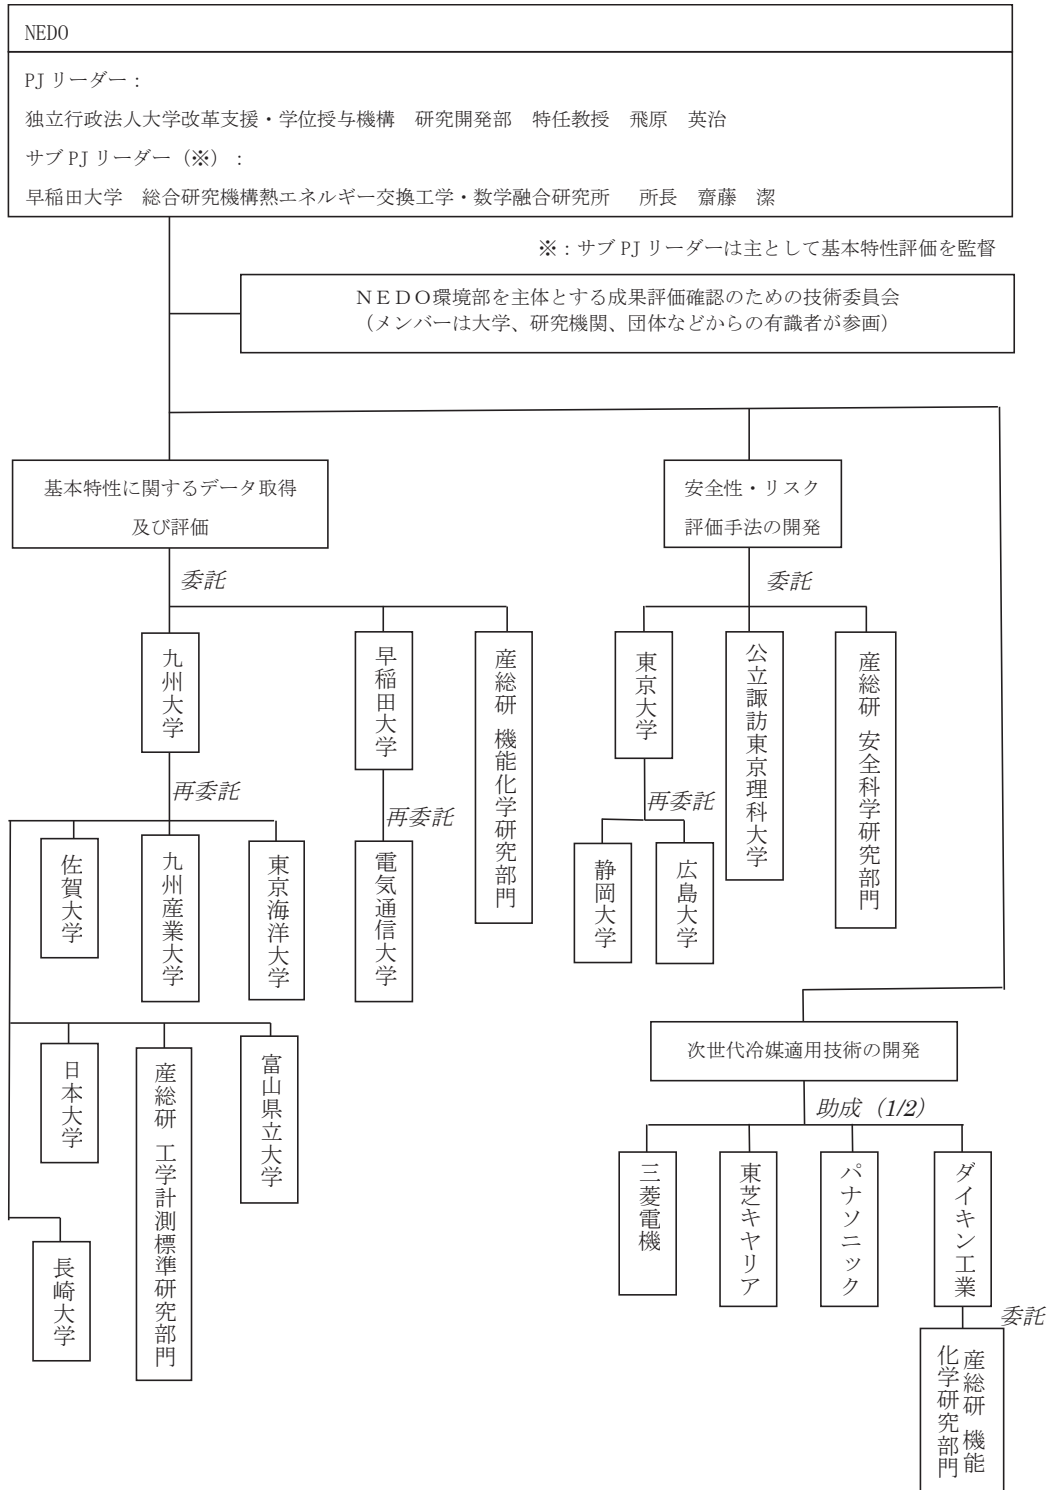 NEDO
PJ リーダー：
独立行政法人大学改革支援・学位授与機構　研究開発部　特任教授　飛原　英治
サブ PJ リーダー（※）：
早稲田大学　総合研究機構熱エネルギー交換工学・数学融合研究所　所長　齋藤　潔
※：サブ PJ リーダーは主として基本特性評価を監督
ＮＥＤＯ環境部を主体とする成果評価確認のための技術委員会
（メンバーは大学、研究機関、団体などからの有識者が参画）
基本特性に関するデータ取得
及び評価
委託
九州大学
早稲田大学
産総研 機能化学研究部門
再委託
再委託
佐賀大学
九州産業大学
東京海洋大学
電気通信大学
日本大学
産総研 工学計測標準研究部門
富山県立大学
長崎大学
安全性・リスク
評価手法の開発
委託
東京大学
公立諏訪東京理科大学
産総研 安全科学研究部門
再委託
静岡大学
広島大学
次世代冷媒適用技術の開発
助成（1/2）
三菱電機
東芝キヤリア
パナソニック
ダイキン工業
委託
産総研 機能
化学研究部門